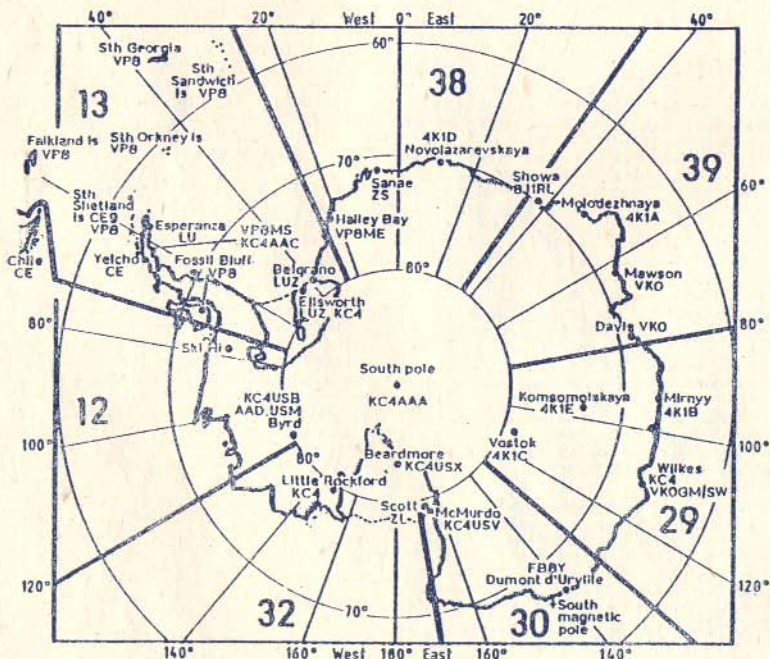 40°
20°
West 0° East
20°
40°
Sth Georgia
VP8
60°
Sth
Sandwich
Is VP8
38
13
Falkland Is
VP8
Sth Orkney Is
VP8
4K1D
Novolazarevskaya
39
70°
Sanae
ZS
Showa
8J1RL
60°
Sth
Shetland
Is CE9
VP8
Molodezhnaya
4K1A
Halley Bay
VP8ME
Esperanza
LU
VP8MS
KC4AAC
Chile
CE
Yelcho
CE
Fossil Bluff
VP8
Belgrano
LUZ
80°
Mawson
VK0
Ellsworth
LUZ, KC4
80°
Davis VK0
80°
Ski Hi
South pole
KC4AAA
12
KC4USB
AAD,USM
Byrd
Komsomolskaya
4K1E
Mirnyy
4K1B
100°
Vostok
4K1C
100°
Beardmore
KC4USX
80°
Little Rockford
KC4
Wilkes
KC4
VK0GM/SW
Scott
ZL
McMurdo
KC4USV
29
FB8Y
Dumont d'Urville
120°
120°
32
70°
30
South
magnetic
pole
140°
160°
West 180° East
160°
140°